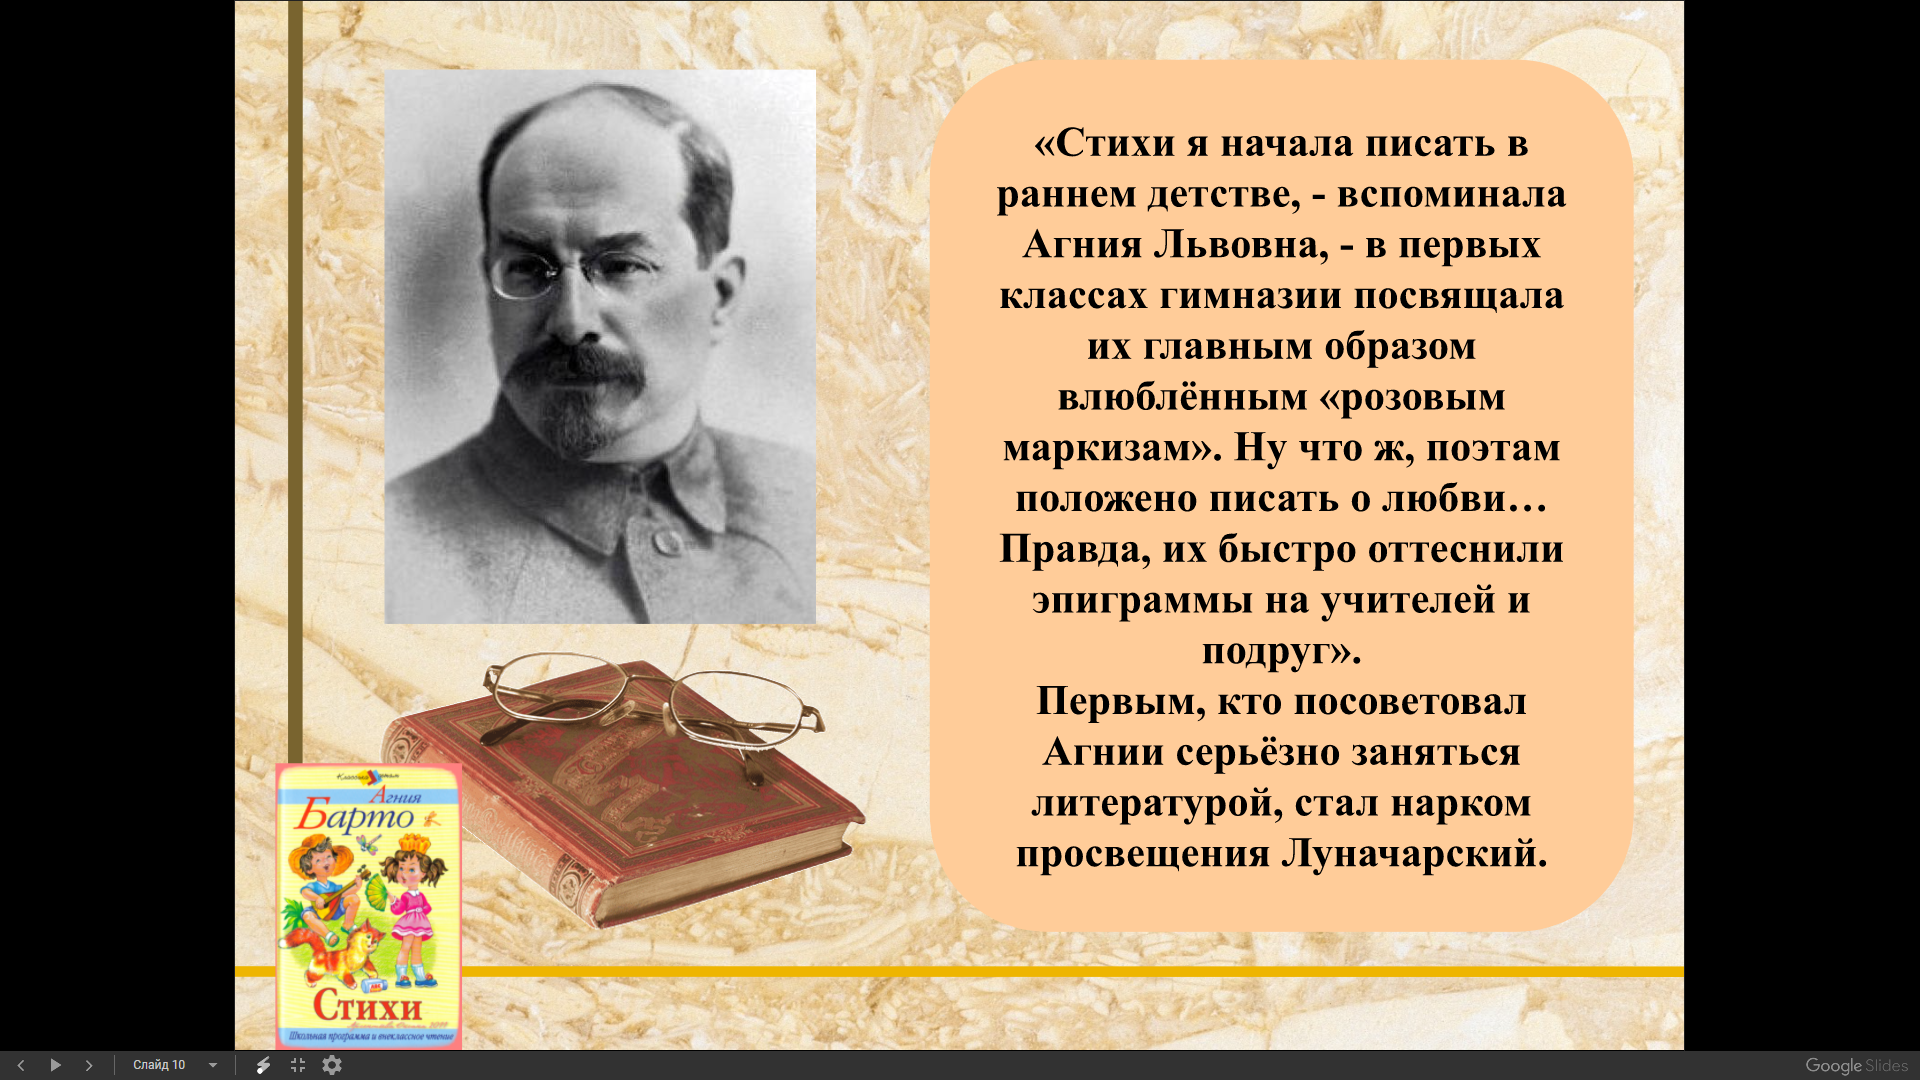 «Стихи я начала писать в
раннем детстве, - вспоминала
Агния Львовна, - в первых
классах гимназии посвящала
их главным образом
влюблённым «розовым
маркизам». Ну что ж, поэтам
положено писать о любви…
Правда, их быстро оттеснили
эпиграммы на учителей и
подруг».
Первым, кто посоветовал
Агнии серьёзно заняться
литературой, стал нарком
просвещения Луначарский.
Агния
Барто
Стихи
Школьная программа и внеклассное чтение
Слайд 10
Google Slides